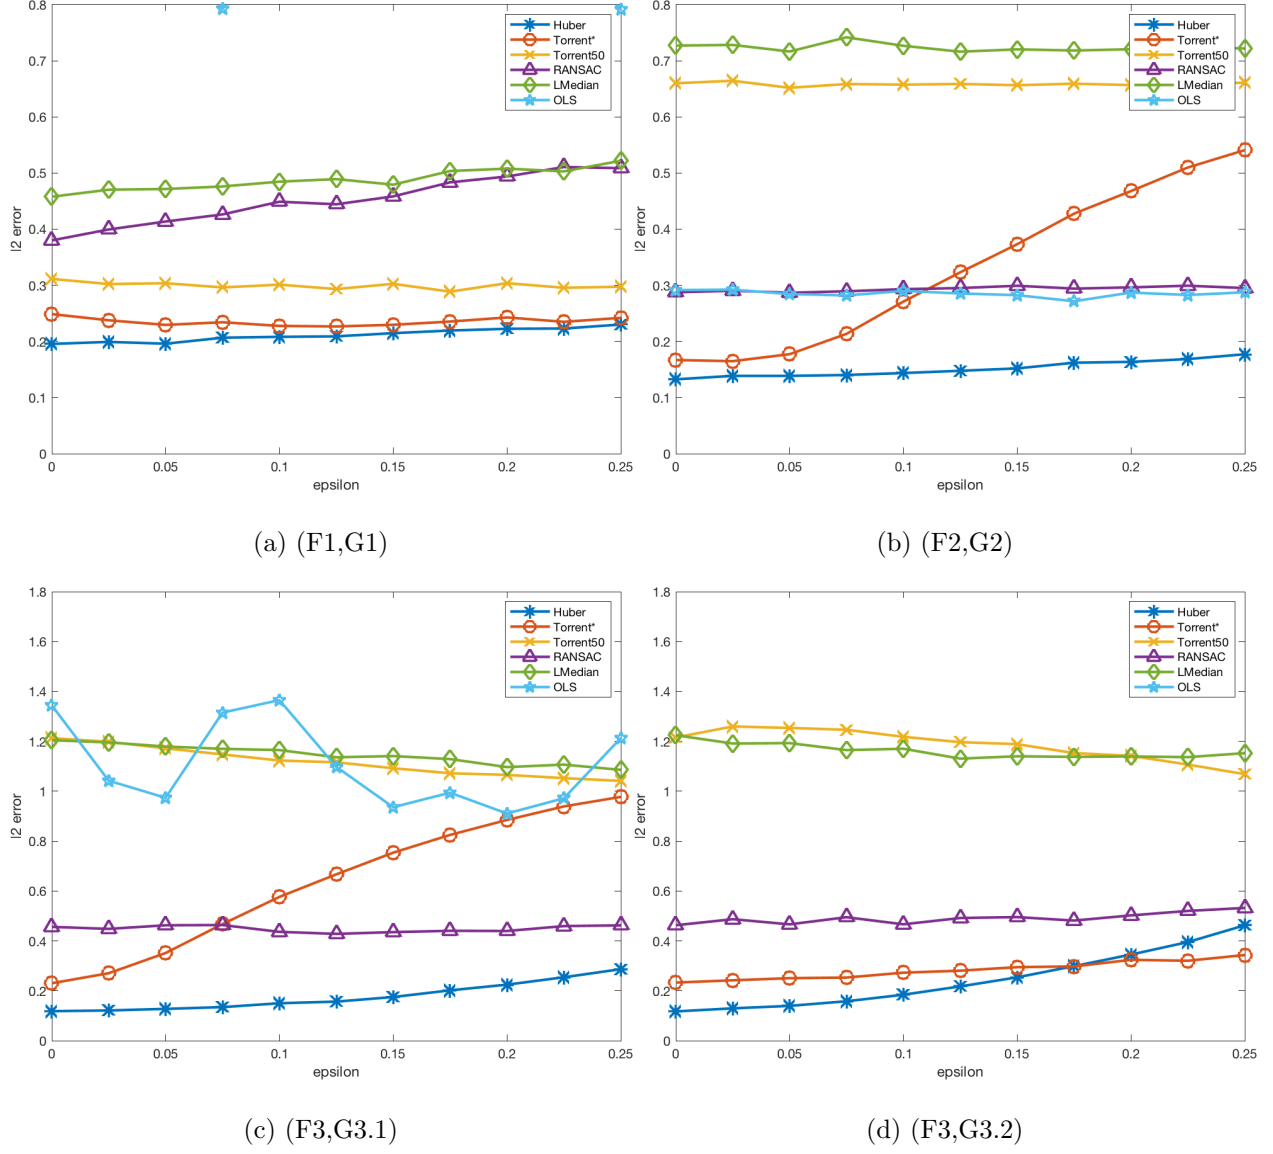 0.8
0.7
0.6
0.5
0.4
0.3
0.2
0.1
0
l2 error
0 0.05 0.1 0.15 0.2 0.25
epsilon
Huber
Torrent*
Torrent50
RANSAC
LMedian
OLS
(a) (F1,G1)
0.8
0.7
0.6
0.5
0.4
0.3
0.2
0.1
0
l2 error
0 0.05 0.1 0.15 0.2 0.25
epsilon
Huber
Torrent*
Torrent50
RANSAC
LMedian
OLS
(b) (F2,G2)
1.8
1.6
1.4
1.2
1
0.8
0.6
0.4
0.2
0
l2 error
0 0.05 0.1 0.15 0.2 0.25
epsilon
Huber
Torrent*
Torrent50
RANSAC
LMedian
OLS
(c) (F3,G3.1)
1.8
1.6
1.4
1.2
1
0.8
0.6
0.4
0.2
0
l2 error
0 0.05 0.1 0.15 0.2 0.25
epsilon
Huber
Torrent*
Torrent50
RANSAC
LMedian
OLS
(d) (F3,G3.2)